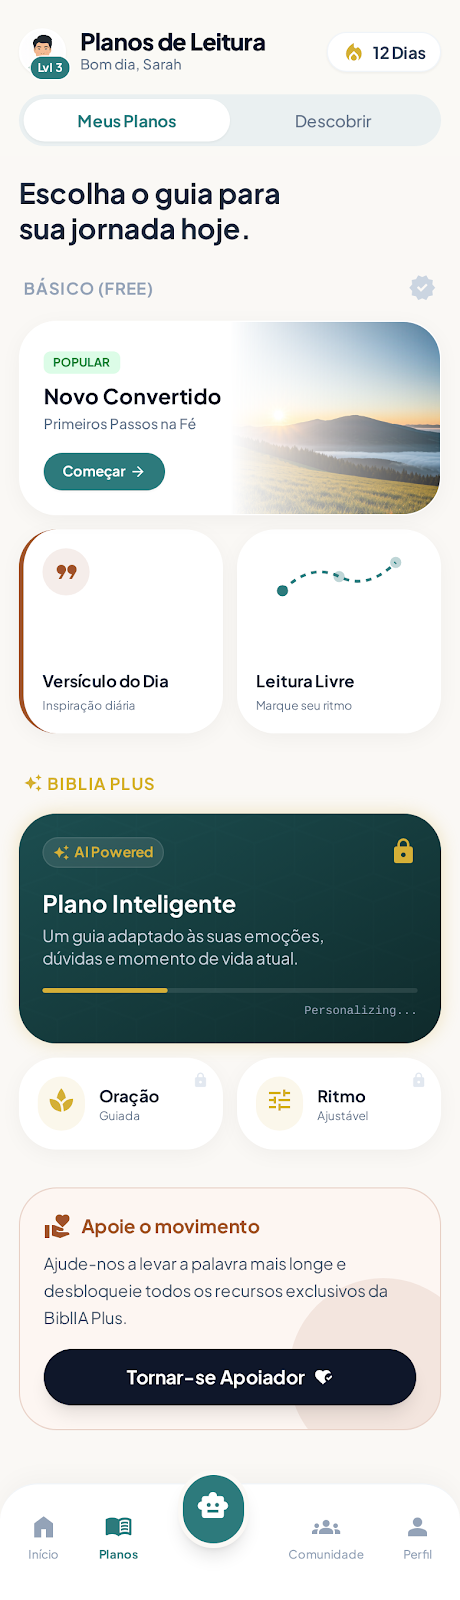 Planos de Leitura
Bom dia, Sarah
Lvl 3
12 Dias
Meus Planos
Descobrir
Escolha o guia para
sua jornada hoje.
BÁSICO (FREE)
POPULAR
Novo Convertido
Primeiros Passos na Fé
Começar →
Versículo do Dia
Inspiração diária
Leitura Livre
Marque seu ritmo
BIBLIA PLUS
AI Powered
Plano Inteligente
Um guia adaptado às suas emoções,
dúvidas e momento de vida atual.
Personalizing...
Oração
Guiada
Ritmo
Ajustável
Apoie o movimento
Ajude-nos a levar a palavra mais longe e
desbloqueie todos os recursos exclusivos da
BiblIA Plus.
Tornar-se Apoiador
Início
Planos
Comunidade
Perfil